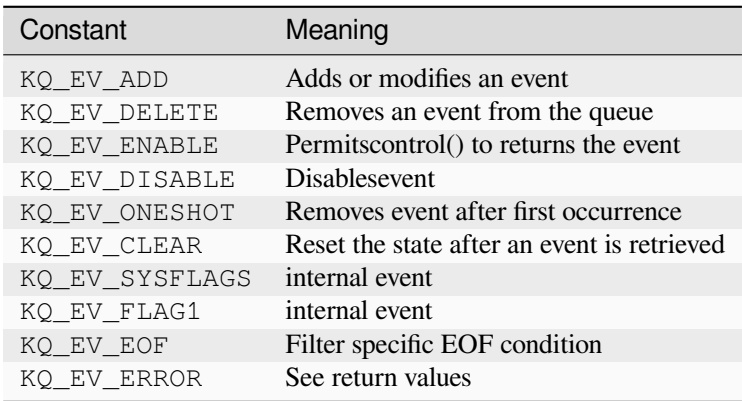 Constant Meaning
KQ_EV_ADD Adds or modifies an event
KQ_EV_DELETE Removes an event from the queue
KQ_EV_ENABLE Permitscontrol() to returns the event
KQ_EV_DISABLE Disablesevent
KQ_EV_ONESHOT Removes event after first occurrence
KQ_EV_CLEAR Reset the state after an event is retrieved
KQ_EV_SYSFLAGS internal event
KQ_EV_FLAG1 internal event
KQ_EV_EOF Filter specific EOF condition
KQ_EV_ERROR See return values